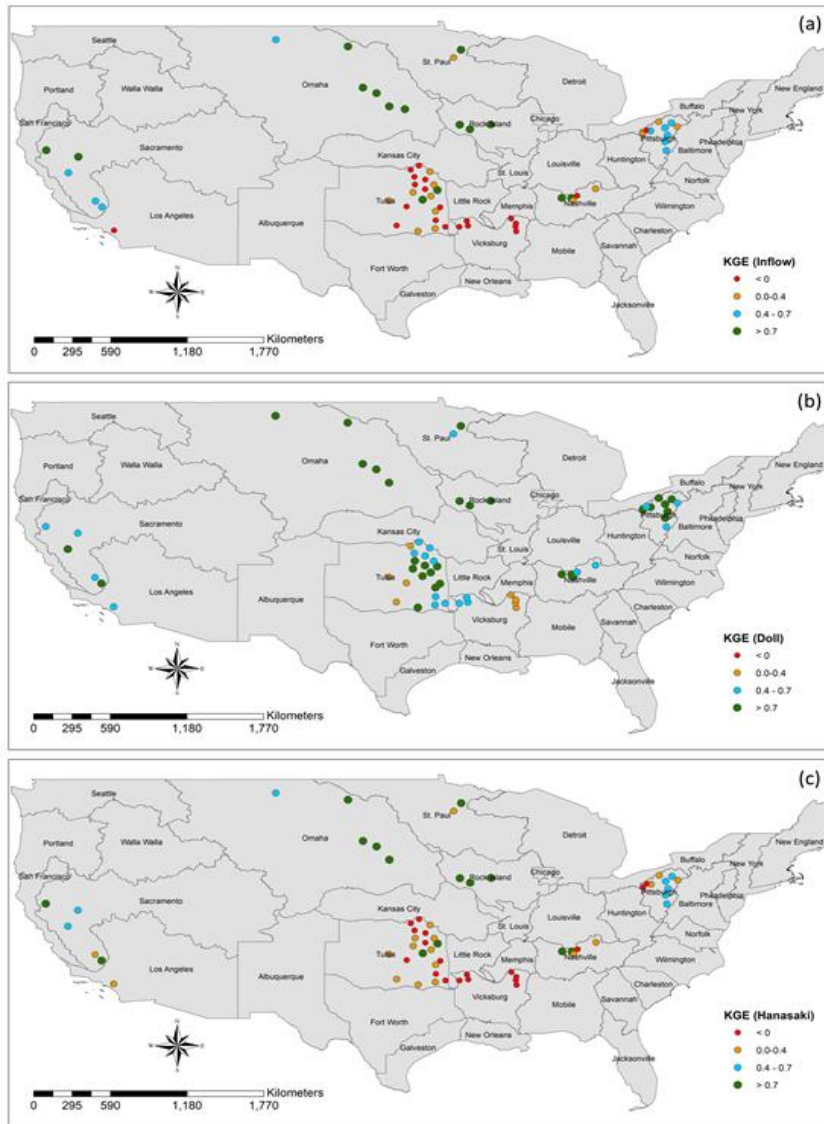 (a)
Seattle
Portland
Walla Walla
Omaha
St. Paul
Detroit
Buffalo
New York
New England
San Francisco
Sacramento
Rock Island
Chicago
Pittsburgh
Philadelphia
Baltimore
Kansas City
St. Louis
Louisville
Huntington
Norfolk
Los Angeles
Albuquerque
Tulsa
Little Rock
Memphis
Nashville
Wilmington
Charleston
Fort Worth
Vicksburg
Mobile
Savannah
Galveston
New Orleans
Jacksonville
N
W
E
S
Kilometers
0 295 590 1,180 1,770
KGE (Inflow)
< 0
0.0-0.4
0.4 - 0.7
> 0.7
(b)
Seattle
Portland
Walla Walla
Omaha
St. Paul
Detroit
Buffalo
New York
New England
San Francisco
Sacramento
Rock Island
Chicago
Pittsburgh
Philadelphia
Baltimore
Kansas City
St. Louis
Louisville
Huntington
Norfolk
Los Angeles
Albuquerque
Tulsa
Little Rock
Memphis
Nashville
Wilmington
Charleston
Fort Worth
Vicksburg
Mobile
Savannah
Galveston
New Orleans
Jacksonville
N
W
E
S
Kilometers
0 295 590 1,180 1,770
KGE (Doll)
< 0
0.0-0.4
0.4 - 0.7
> 0.7
(c)
Seattle
Portland
Walla Walla
Omaha
St. Paul
Detroit
Buffalo
New York
New England
San Francisco
Sacramento
Rock Island
Chicago
Pittsburgh
Philadelphia
Baltimore
Kansas City
St. Louis
Louisville
Huntington
Norfolk
Los Angeles
Albuquerque
Tulsa
Little Rock
Memphis
Nashville
Wilmington
Charleston
Fort Worth
Vicksburg
Mobile
Savannah
Galveston
New Orleans
Jacksonville
N
W
E
S
Kilometers
0 295 590 1,180 1,770
KGE (Hanasaki)
< 0
0.0-0.4
0.4 - 0.7
> 0.7